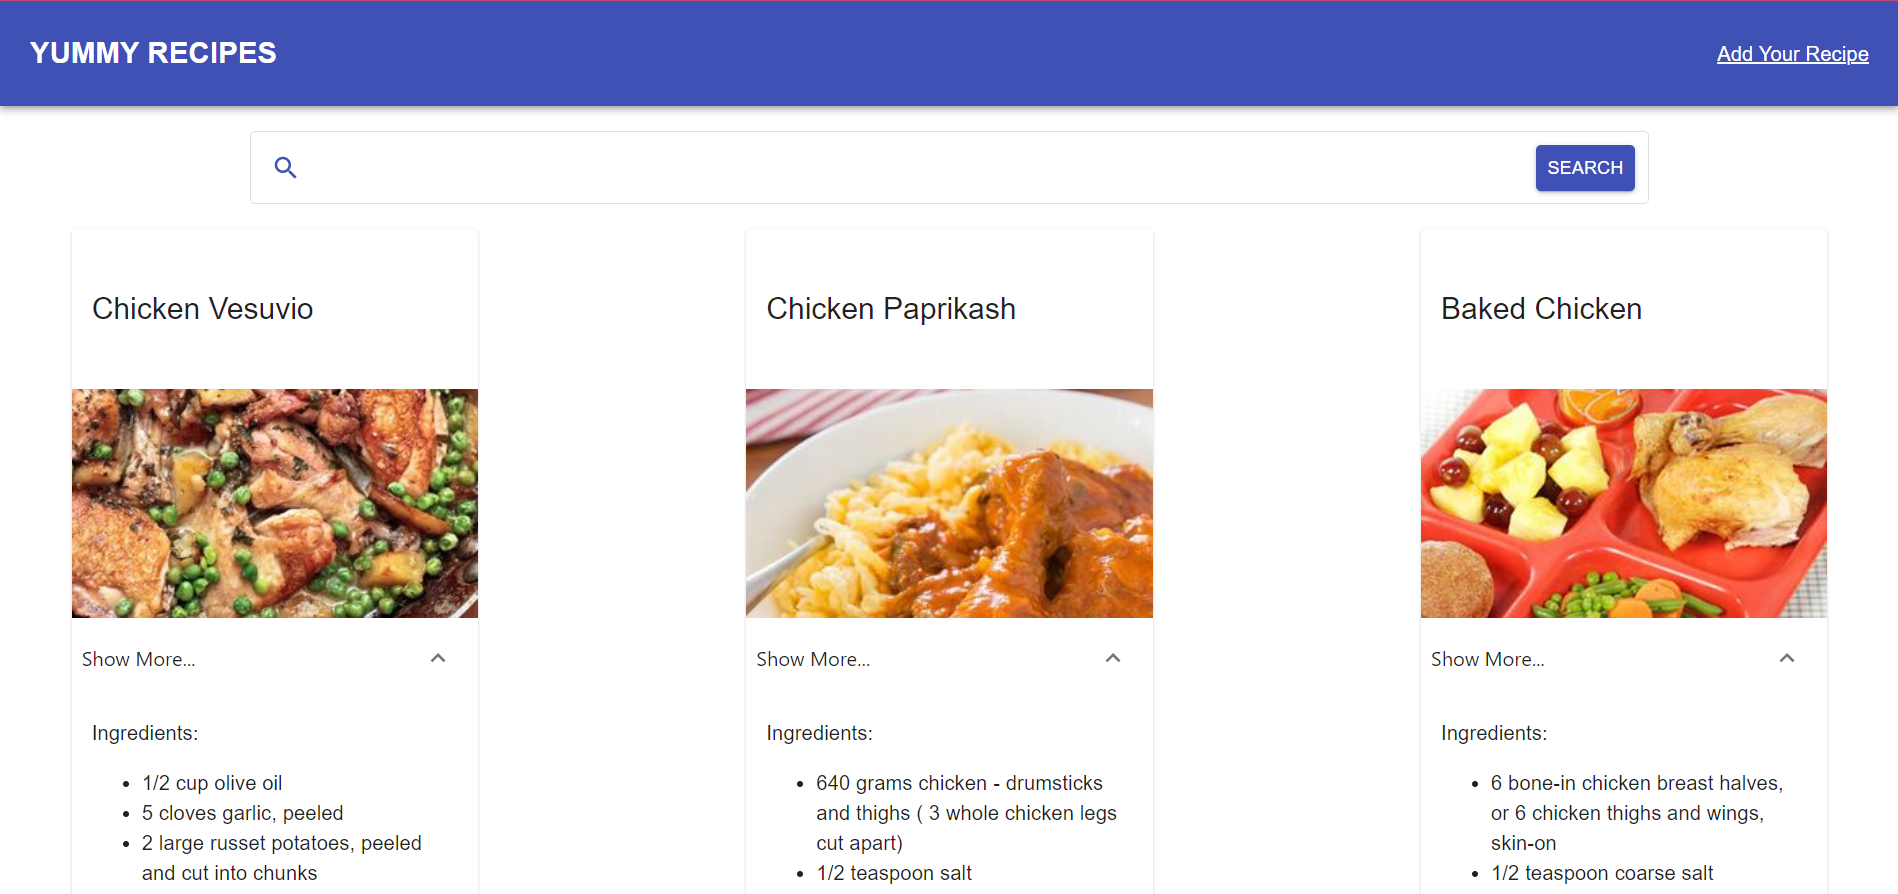 YUMMY RECIPES
Add Your Recipe
SEARCH
Chicken Vesuvio
Show More...
Ingredients:
1/2 cup olive oil
5 cloves garlic, peeled
2 large russet potatoes, peeled
and cut into chunks
Chicken Paprikash
Show More...
Ingredients:
640 grams chicken - drumsticks
and thighs ( 3 whole chicken legs
cut apart)
1/2 teaspoon salt
Baked Chicken
Show More...
Ingredients:
6 bone-in chicken breast halves,
or 6 chicken thighs and wings,
skin-on
1/2 teaspoon coarse salt